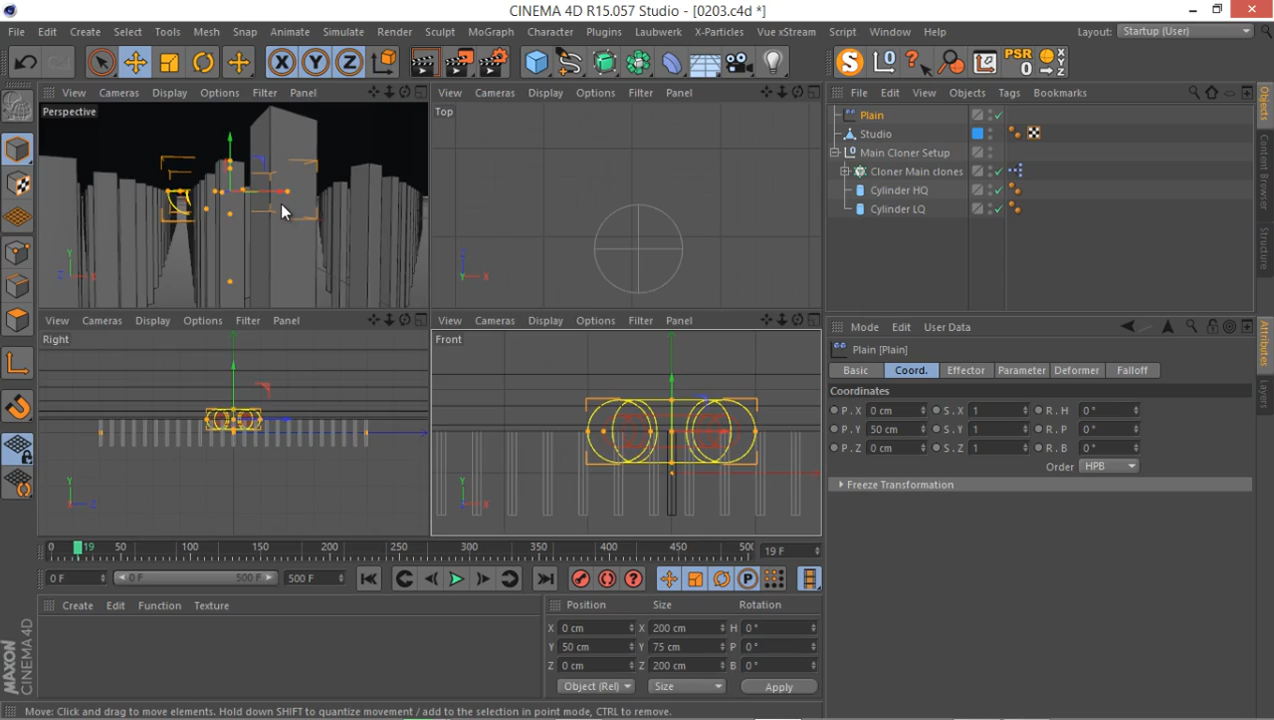 CINEMA 4D R15.057 Studio - [0203.c4d *]
File Edit Create Select Tools Mesh Snap Animate Simulate Render Sculpt MoGraph Character Plugins Laubwerk X-Particles Vue xStream Script Window Help Layout: Startup (User)
X Y Z S PSR 0
View Cameras Display Options Filter Panel
Perspective
View Cameras Display Options Filter Panel
Top
File Edit View Objects Tags Bookmarks
Plain
Studio
Main Cloner Setup
Cloner Main clones
Cylinder HQ
Cylinder LQ
Objects
Content Browser
Structure
View Cameras Display Options Filter Panel
Right
View Cameras Display Options Filter Panel
Front
Mode Edit User Data
Plain [Plain]
Basic Coord. Effector Parameter Deformer Falloff
Coordinates
P . X 0 cm S . X 1 R . H 0 °
P . Y 50 cm S . Y 1 R . P 0 °
P . Z 0 cm S . Z 1 R . B 0 °
Order HPB
Freeze Transformation
Attributes
Layers
0 19 50 100 150 200 250 300 350 400 450 500 19 F
0 F 0 F 500 F 500 F
Create Edit Function Texture
Position Size Rotation
X 0 cm X 200 cm H 0 °
Y 50 cm Y 75 cm P 0 °
Z 0 cm Z 200 cm B 0 °
Object (Rel) Size Apply
MAXON
CINEMA 4D
Move: Click and drag to move elements. Hold down SHIFT to quantize movement / add to the selection in point mode, CTRL to remove.